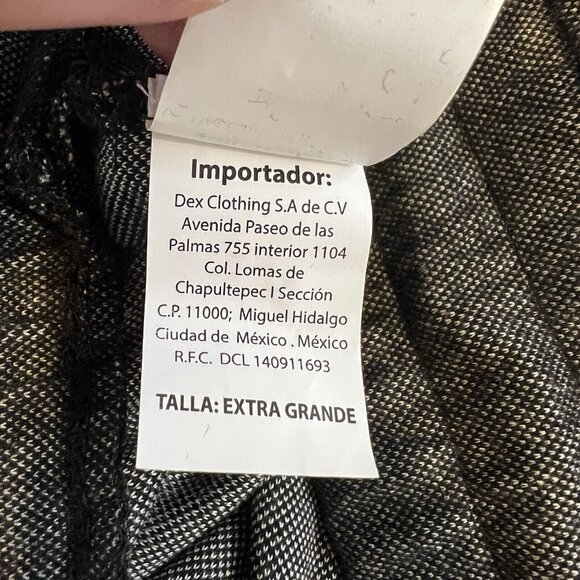 Importador:
Dex Clothing S.A de C.V
Avenida Paseo de las
Palmas 755 interior 1104
Col. Lomas de
Chapultepec I Sección
C.P. 11000; Miguel Hidalgo
Ciudad de México . México
R.F.C. DCL 140911693
TALLA: EXTRA GRANDE